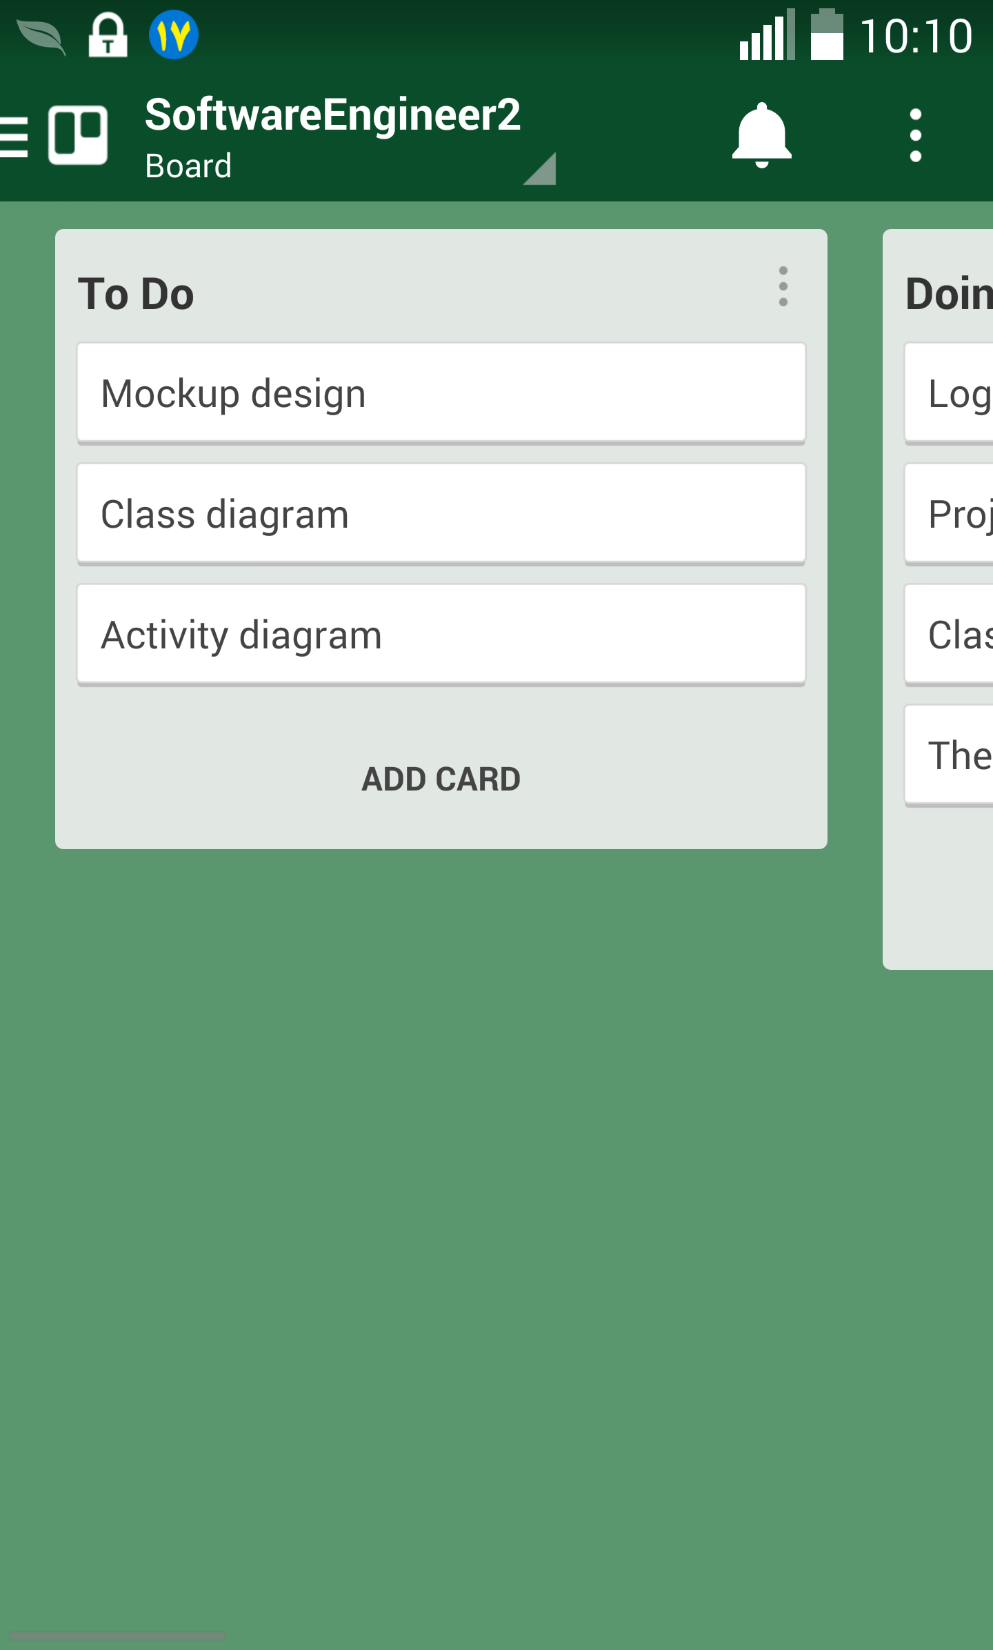 ١٧
10:10
SoftwareEngineer2
Board
To Do
Mockup design
Class diagram
Activity diagram
ADD CARD
Doin
Log
Proj
Clas
The